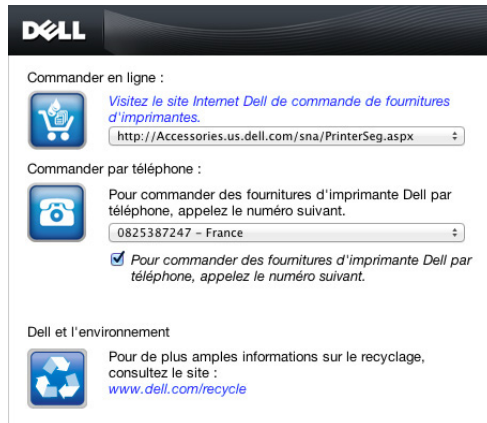 DELL
Commander en ligne :
Visitez le site Internet Dell de commande de fournitures
d'imprimantes.
http://Accessories.us.dell.com/sna/PrinterSeg.aspx
Commander par téléphone :
Pour commander des fournitures d'imprimante Dell par
téléphone, appelez le numéro suivant.
0825387247 – France
Pour commander des fournitures d'imprimante Dell par
téléphone, appelez le numéro suivant.
Dell et l'environnement
Pour de plus amples informations sur le recyclage,
consultez le site :
www.dell.com/recycle